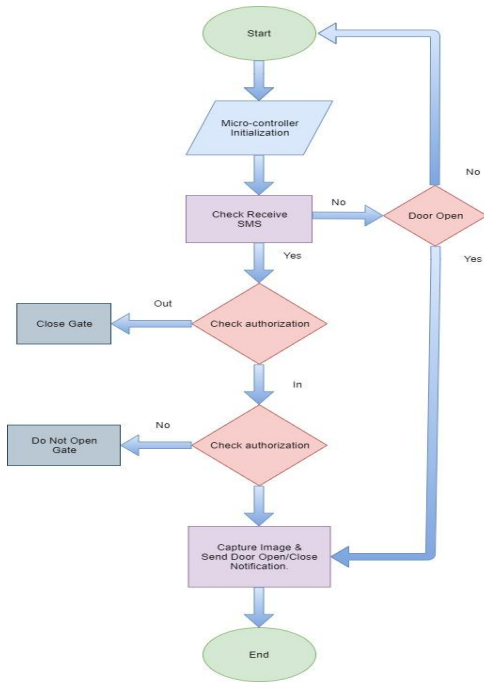 Start
Micro-controller
Initialization
No
Check Receive
SMS
No
Door Open
Yes
Yes
Out
Close Gate
Check authorization
In
No
Do Not Open
Gate
Check authorization
Capture Image &
Send Door Open/Close
Notification.
End